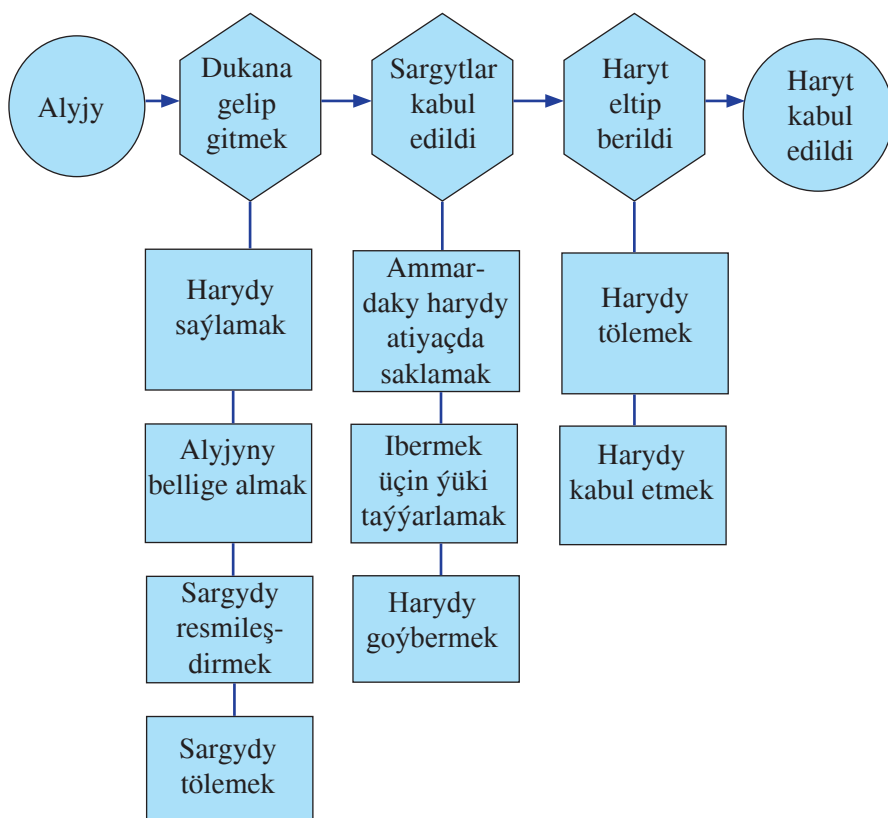 Alyjy
Dukana
gelip
gitmek
Sargytlar
kabul
edildi
Haryt
eltip
berildi
Haryt
kabul
edildi
Harydy
saýlamak
Alyjyny
bellige almak
Sargydy
resmileş-
dirmek
Sargydy
tölemek
Ammar-
daky harydy
atiyaçda
saklamak
Ibermek
üçin ýüki
taýýarlamak
Harydy
goýbermek
Harydy
tölemek
Harydy
kabul etmek